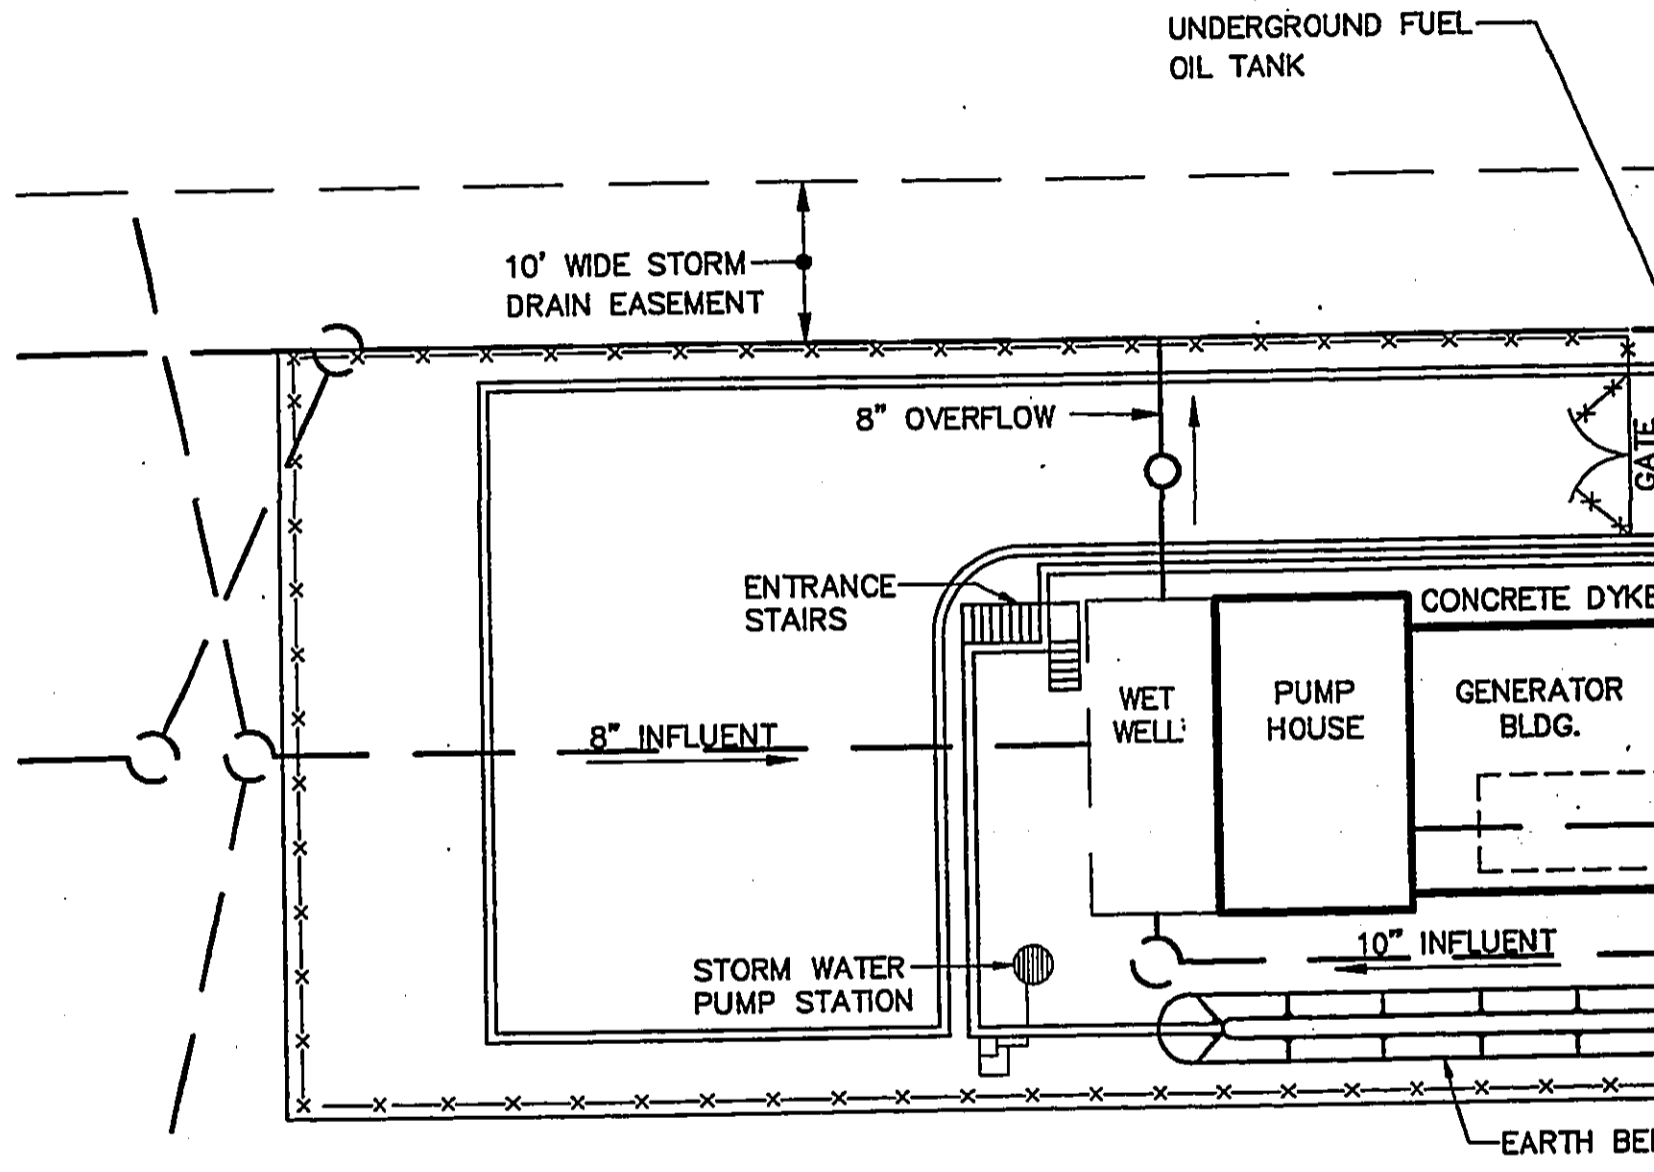 UNDERGROUND FUEL
OIL TANK
10' WIDE STORM
DRAIN EASEMENT
8" OVERFLOW
GATE
ENTRANCE
STAIRS
CONCRETE DYKE
WET
WELL
PUMP
HOUSE
GENERATOR
BLDG.
8" INFLUENT
10" INFLUENT
STORM WATER
PUMP STATION
EARTH